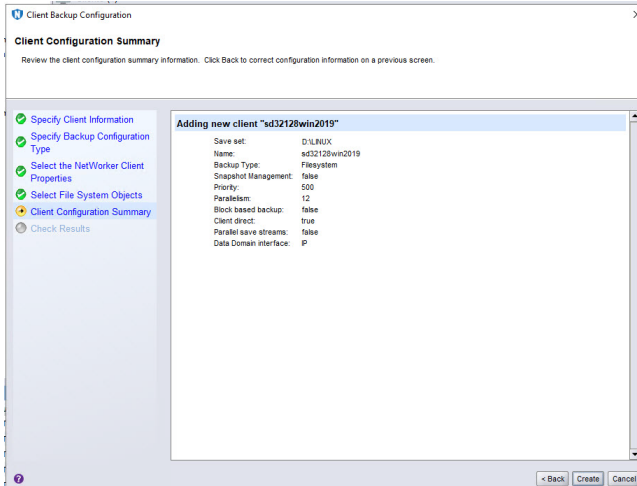 Client Backup Configuration
Client Configuration Summary
Review the client configuration summary information. Click Back to correct configuration information on a previous screen.
Specify Client Information
Specify Backup Configuration
Type
Select the NetWorker Client
Properties
Select File System Objects
Client Configuration Summary
Check Results
Adding new client "sd32128win2019"
Save set: D:\LINUX
Name: sd32128win2019
Backup Type: Filesystem
Snapshot Management: false
Priority: 500
Parallelism: 12
Block based backup: false
Client direct: true
Parallel save streams: false
Data Domain interface: IP
< Back Create Cancel